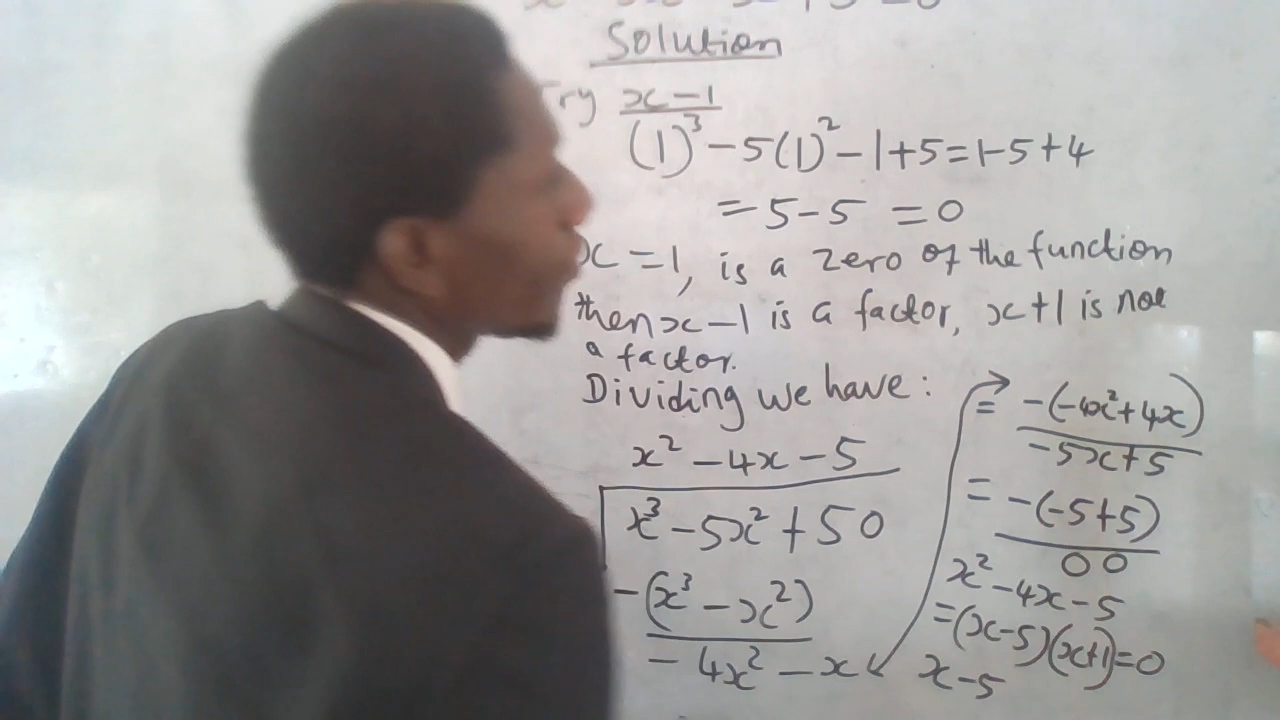 Solution
Try x-1
(1)³-5(1)²-1+5=1-5+4
=5-5 =0
x=1, is a zero of the function
then x-1 is a factor, x+1 is not
a factor.
Dividing we have:
x²-4x-5
x³-5x²+50
-(x³-x²)
-4x²-x
= -(-4x²+4x)
-5x+5
= -(-5+5)
00
x²-4x-5
=(x-5)(x+1)=0
x-5